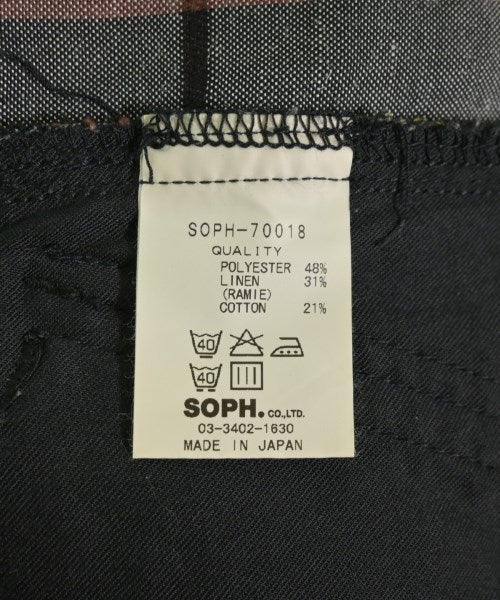 SOPH-70018
QUALITY
POLYESTER 48%
LINEN 31%
(RAMIE)
COTTON 21%
40
40
SOPH. CO.,LTD.
03-3402-1630
MADE IN JAPAN